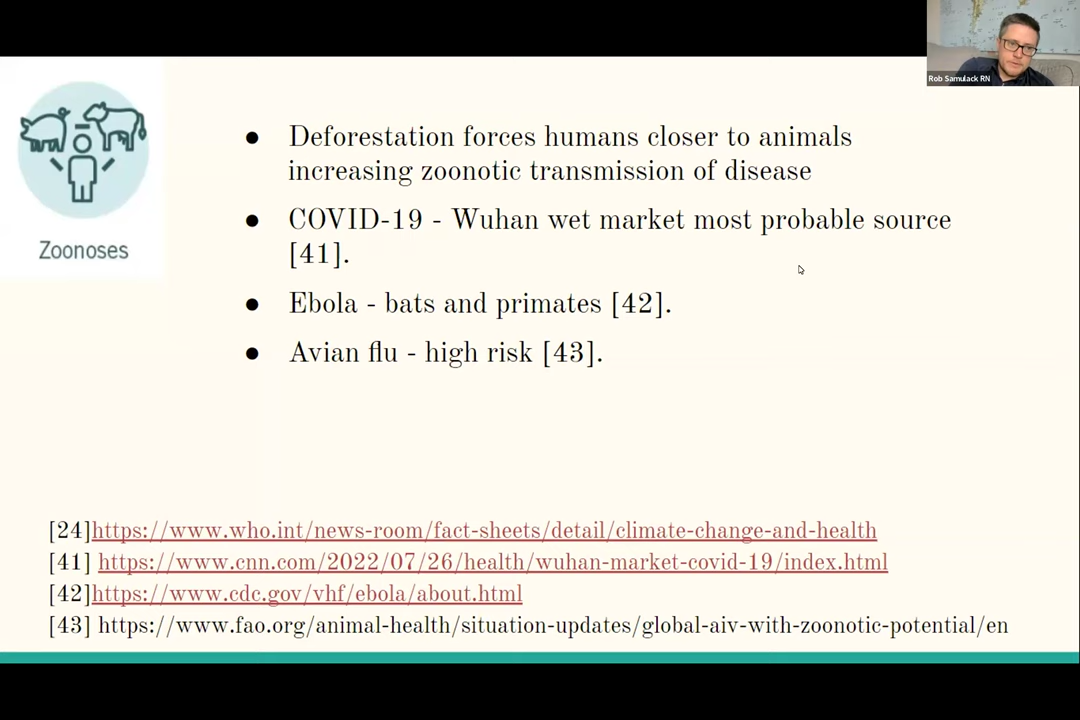 Rob Samulack RN
Zoonoses
● Deforestation forces humans closer to animals
increasing zoonotic transmission of disease
● COVID-19 - Wuhan wet market most probable source
[41].
● Ebola - bats and primates [42].
● Avian flu - high risk [43].
[24]https://www.who.int/news-room/fact-sheets/detail/climate-change-and-health
[41] https://www.cnn.com/2022/07/26/health/wuhan-market-covid-19/index.html
[42]https://www.cdc.gov/vhf/ebola/about.html
[43] https://www.fao.org/animal-health/situation-updates/global-aiv-with-zoonotic-potential/en